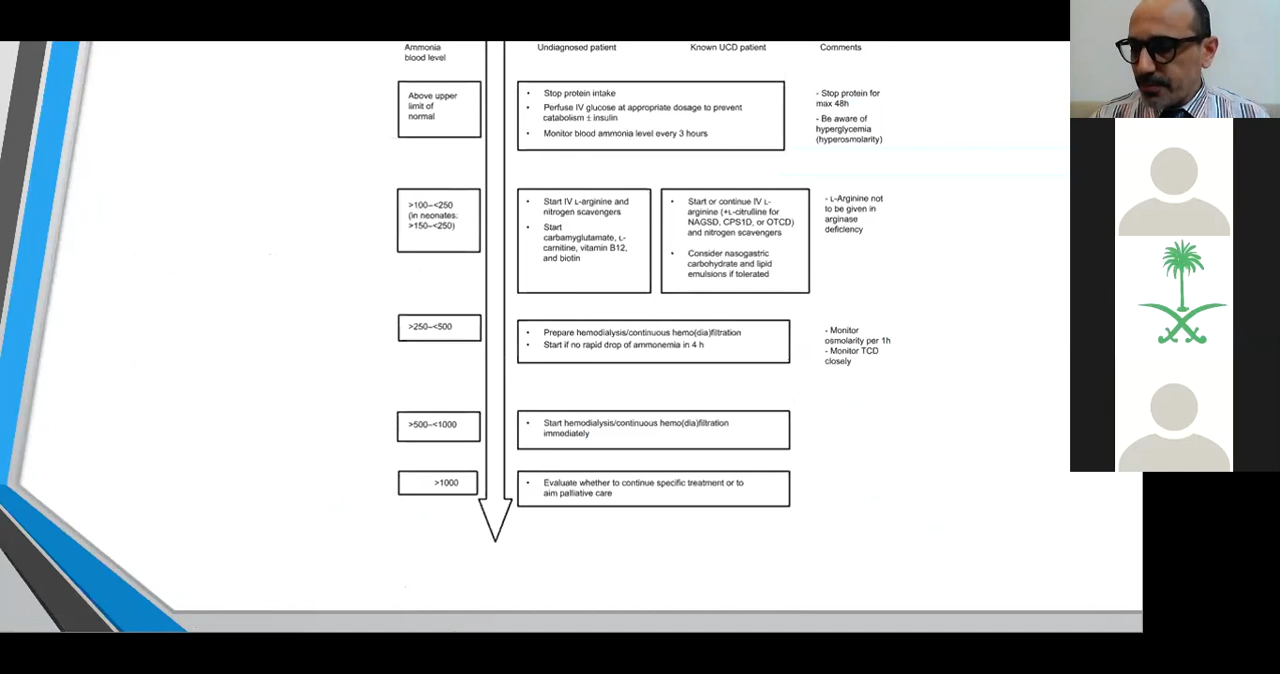 Ammonia
blood level
Undiagnosed patient
Known UCD patient
Comments
Above upper
limit of
normal
• Stop protein intake
• Perfuse IV glucose at appropriate dosage to prevent
catabolism ± insulin
• Monitor blood ammonia level every 3 hours
- Stop protein for
max 48h
- Be aware of
hyperglycemia
(hyperosmolarity)
>100–<250
(in neonates:
>150–<250)
• Start IV L-arginine and
nitrogen scavengers
• Start
carbamyglutamate, L-
carnitine, vitamin B12,
and biotin
• Start or continue IV L-
arginine (+L-citrulline for
NAGSD, CPS1D, or OTCD)
and nitrogen scavengers
• Consider nasogastric
carbohydrate and lipid
emulsions if tolerated
- L-Arginine not
to be given in
arginase
deficiency
>250–<500
• Prepare hemodialysis/continuous hemo(dia)filtration
• Start if no rapid drop of ammonemia in 4 h
- Monitor
osmolarity per 1h
- Monitor TCD
closely
>500–<1000
• Start hemodialysis/continuous hemo(dia)filtration
immediately
>1000
• Evaluate whether to continue specific treatment or to
aim palliative care